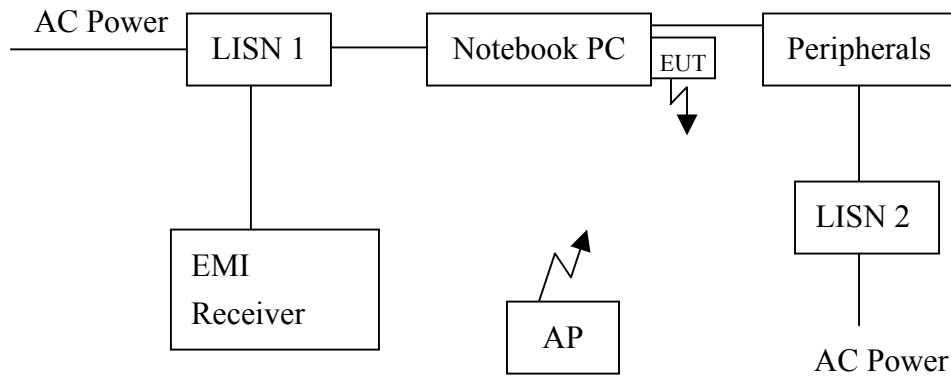 AC Power
LISN 1
Notebook PC
EUT
Peripherals
LISN 2
EMI
Receiver
AP
AC Power